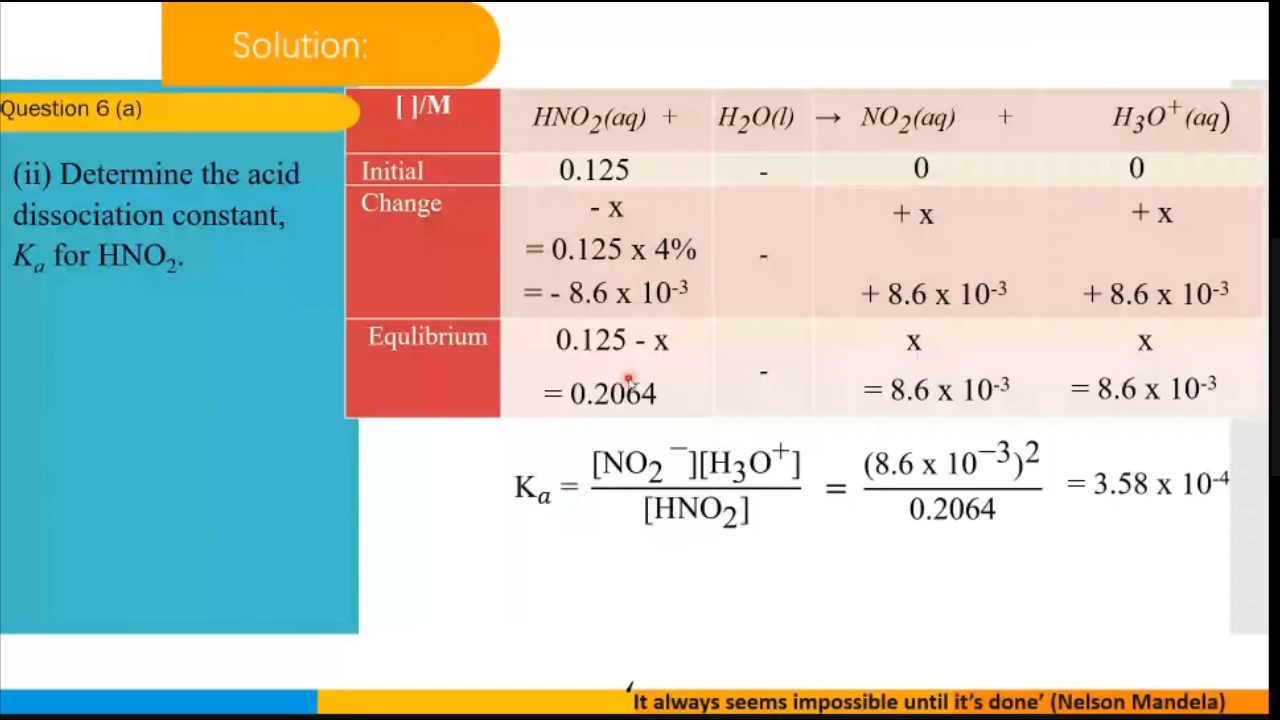 Solution:
Question 6 (a)
(ii) Determine the acid
dissociation constant,
Kₐ for HNO₂.
[ ]/M HNO₂(aq) + H₂O(l) → NO₂(aq) + H₃O⁺(aq)
Initial 0.125 - 0 0
Change - x + x + x
= 0.125 x 4% -
= - 8.6 x 10⁻³ + 8.6 x 10⁻³ + 8.6 x 10⁻³
Equlibrium 0.125 - x x x
= 0.2064 - = 8.6 x 10⁻³ = 8.6 x 10⁻³
Kₐ = [NO₂⁻][H₃O⁺] / [HNO₂] = (8.6 x 10⁻³)² / 0.2064 = 3.58 x 10⁻⁴
‘It always seems impossible until it’s done’ (Nelson Mandela)